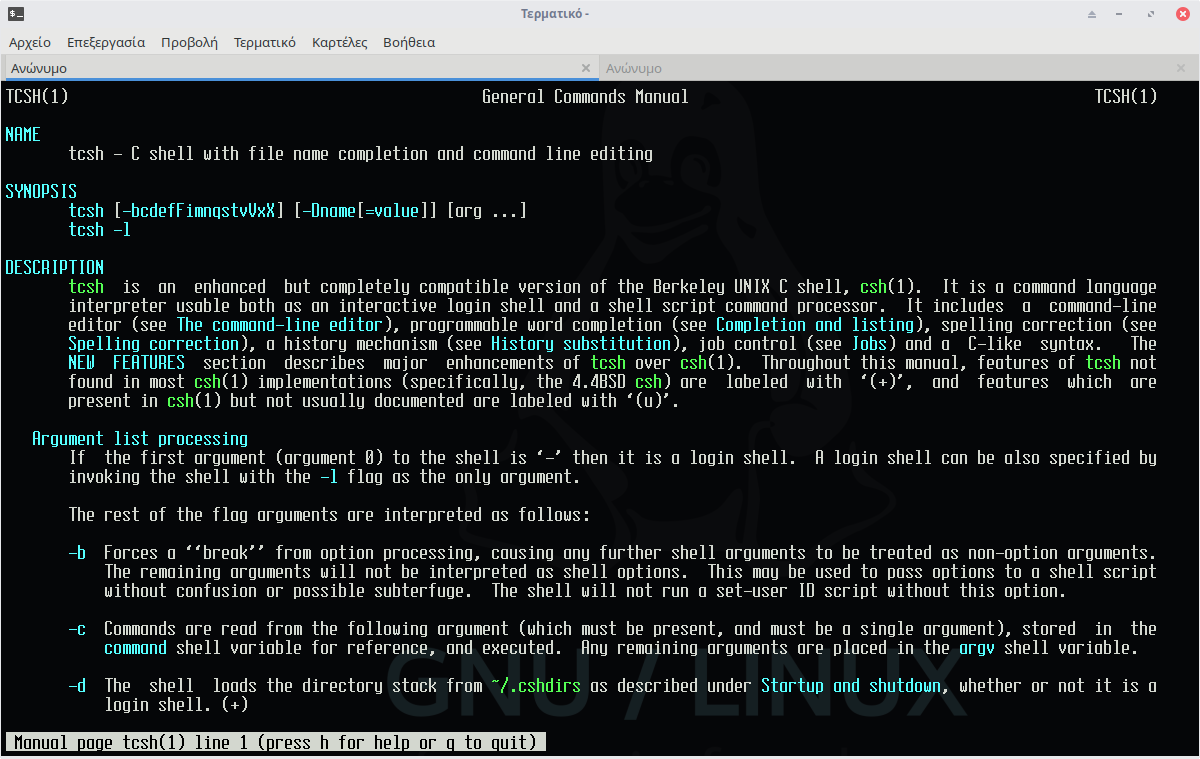 Τερματικό -
Αρχείο Επεξεργασία Προβολή Τερματικό Καρτέλες Βοήθεια
Ανώνυμο Ανώνυμο
TCSH(1) General Commands Manual TCSH(1)
NAME
tcsh - C shell with file name completion and command line editing
SYNOPSIS
tcsh [-bcdefFimnqstvVxX] [-Dname[=value]] [arg ...]
tcsh -l
DESCRIPTION
tcsh is an enhanced but completely compatible version of the Berkeley UNIX C shell, csh(1). It is a command language
interpreter usable both as an interactive login shell and a shell script command processor. It includes a command-line
editor (see The command-line editor), programmable word completion (see Completion and listing), spelling correction (see
Spelling correction), a history mechanism (see History substitution), job control (see Jobs) and a C-like syntax. The
NEW FEATURES section describes major enhancements of tcsh over csh(1). Throughout this manual, features of tcsh not
found in most csh(1) implementations (specifically, the 4.4BSD csh) are labeled with ‘(+)’, and features which are
present in csh(1) but not usually documented are labeled with ‘(u)’.
Argument list processing
If the first argument (argument 0) to the shell is ‘-’ then it is a login shell. A login shell can be also specified by
invoking the shell with the -l flag as the only argument.
The rest of the flag arguments are interpreted as follows:
-b Forces a ‘‘break’’ from option processing, causing any further shell arguments to be treated as non-option arguments.
The remaining arguments will not be interpreted as shell options. This may be used to pass options to a shell script
without confusion or possible subterfuge. The shell will not run a set-user ID script without this option.
-c Commands are read from the following argument (which must be present, and must be a single argument), stored in the
command shell variable for reference, and executed. Any remaining arguments are placed in the argv shell variable.
GNU / LINUX
-d The shell loads the directory stack from ~/.cshdirs as described under Startup and shutdown, whether or not it is a
login shell. (+)
Manual page tcsh(1) line 1 (press h for help or q to quit)